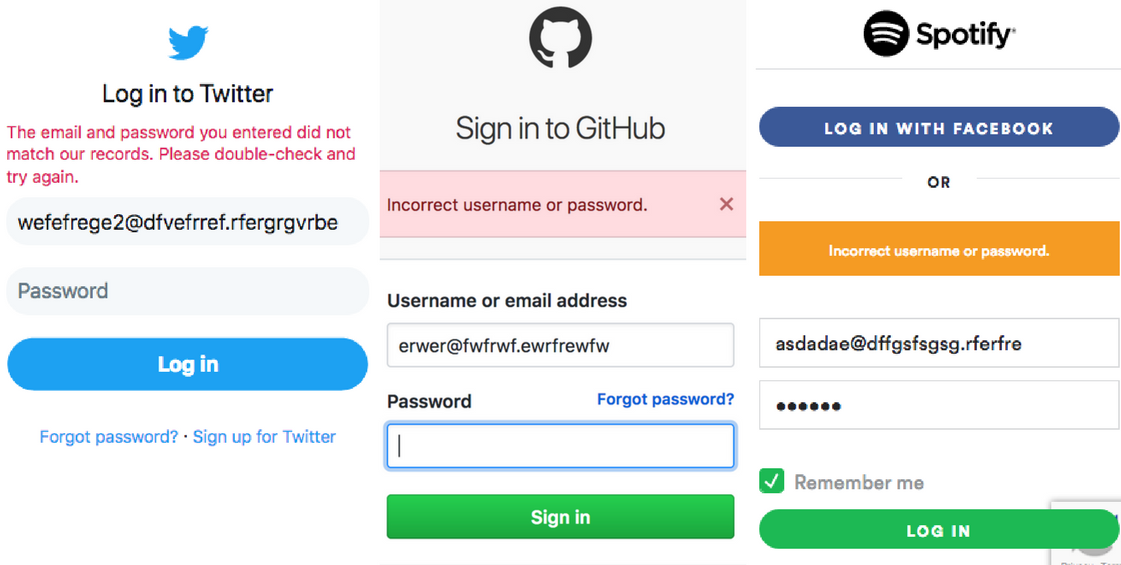 Log in to Twitter
The email and password you entered did not
match our records. Please double-check and
try again.
wefefrege2@dfvefrref.rfergrgvrbe
Password
Log in
Forgot password? · Sign up for Twitter
Sign in to GitHub
Incorrect username or password.
Username or email address
erwer@fwfrwf.ewrfrewfw
Password Forgot password?
Sign in
Spotify
LOG IN WITH FACEBOOK
OR
Incorrect username or password.
asdadae@dffgsfsgsg.rferfre
Remember me
LOG IN